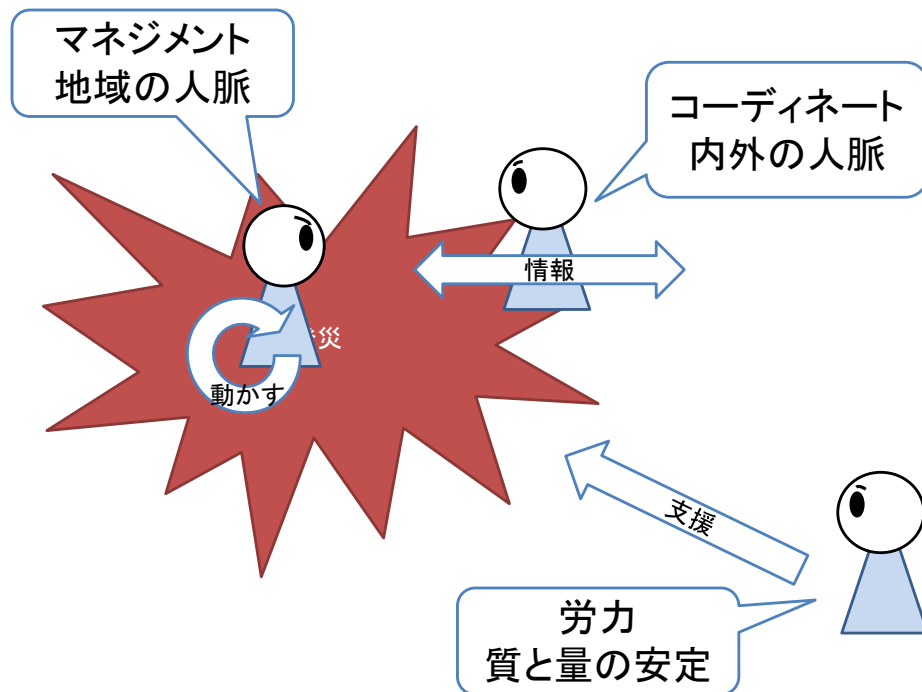 マネジメント
地域の人脈
コーディネート
内外の人脈
情報
災
動かす
支援
労力
質と量の安定